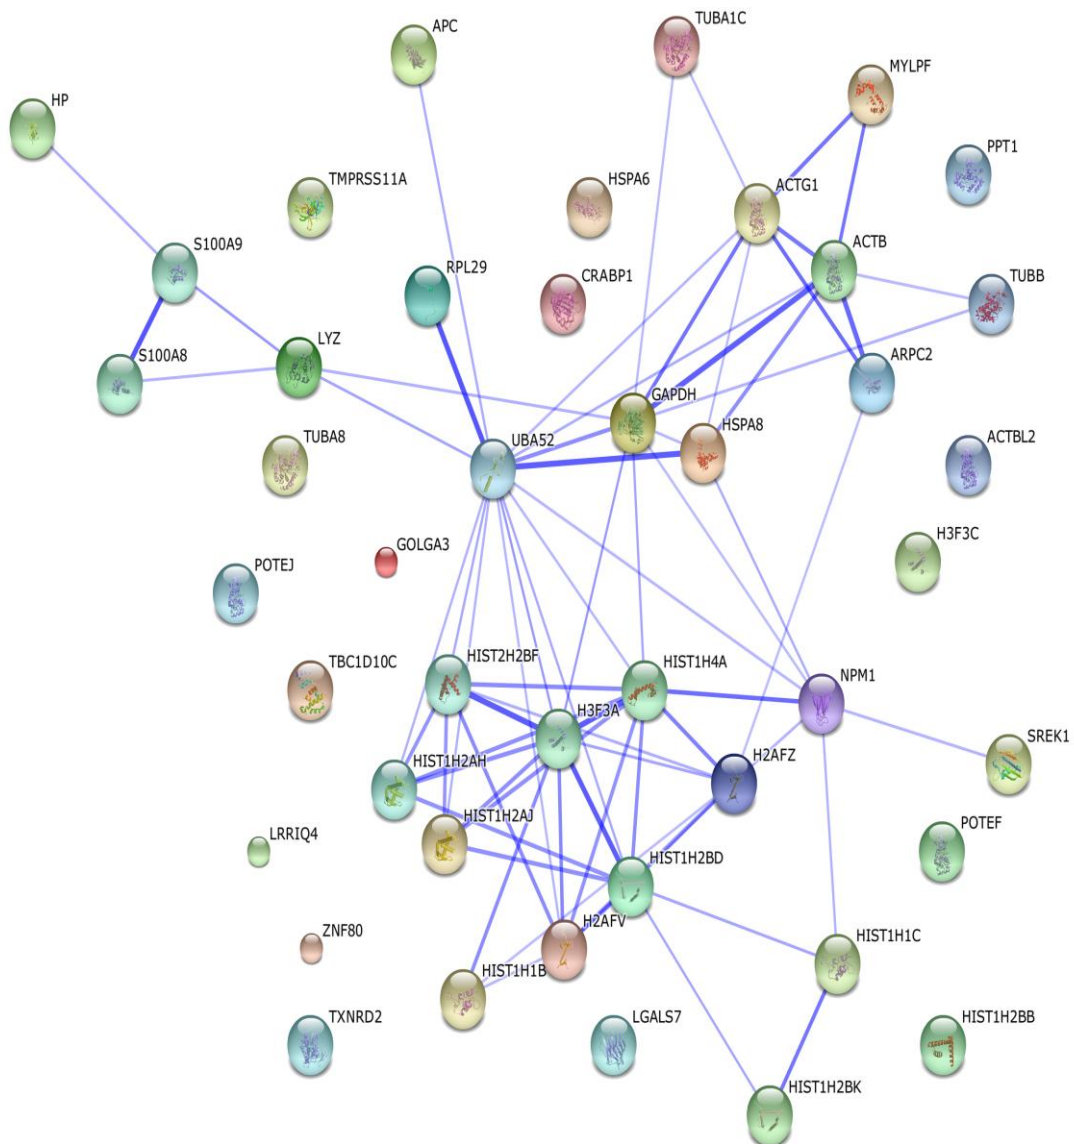 APC
TUBA1C
MYLPF
HP
PPT1
TMPRSS11A
HSPA6
ACTG1
S100A9
ACTB
RPL29
CRABP1
TUBB
S100A8
LYZ
ARPC2
GAPDH
HSPA8
UBA52
TUBA8
ACTBL2
H3F3C
GOLGA3
POTEJ
TBC1D10C
HIST2H2BF
HIST1H4A
NPM1
H3F3A
SREK1
HIST1H2AH
H2AFZ
HIST1H2AJ
LRRIQ4
POTEF
HIST1H2BD
ZNF80
H2AFV
HIST1H1C
HIST1H1B
TXNRD2
LGALS7
HIST1H2BB
HIST1H2BK